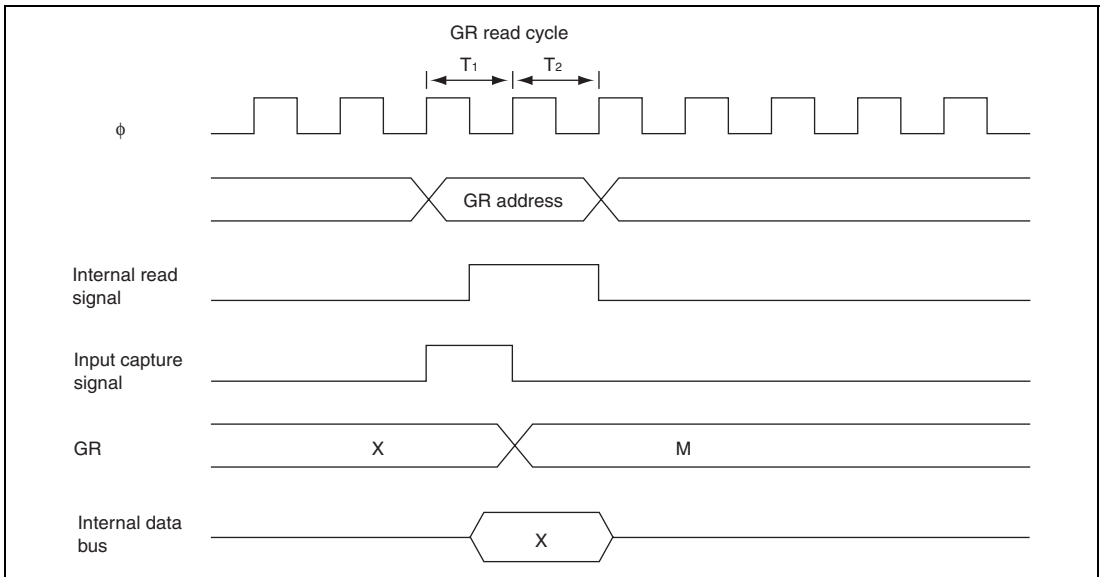 GR read cycle
T1 T2
ϕ
GR address
Internal read
signal
Input capture
signal
GR X M
Internal data
bus
X